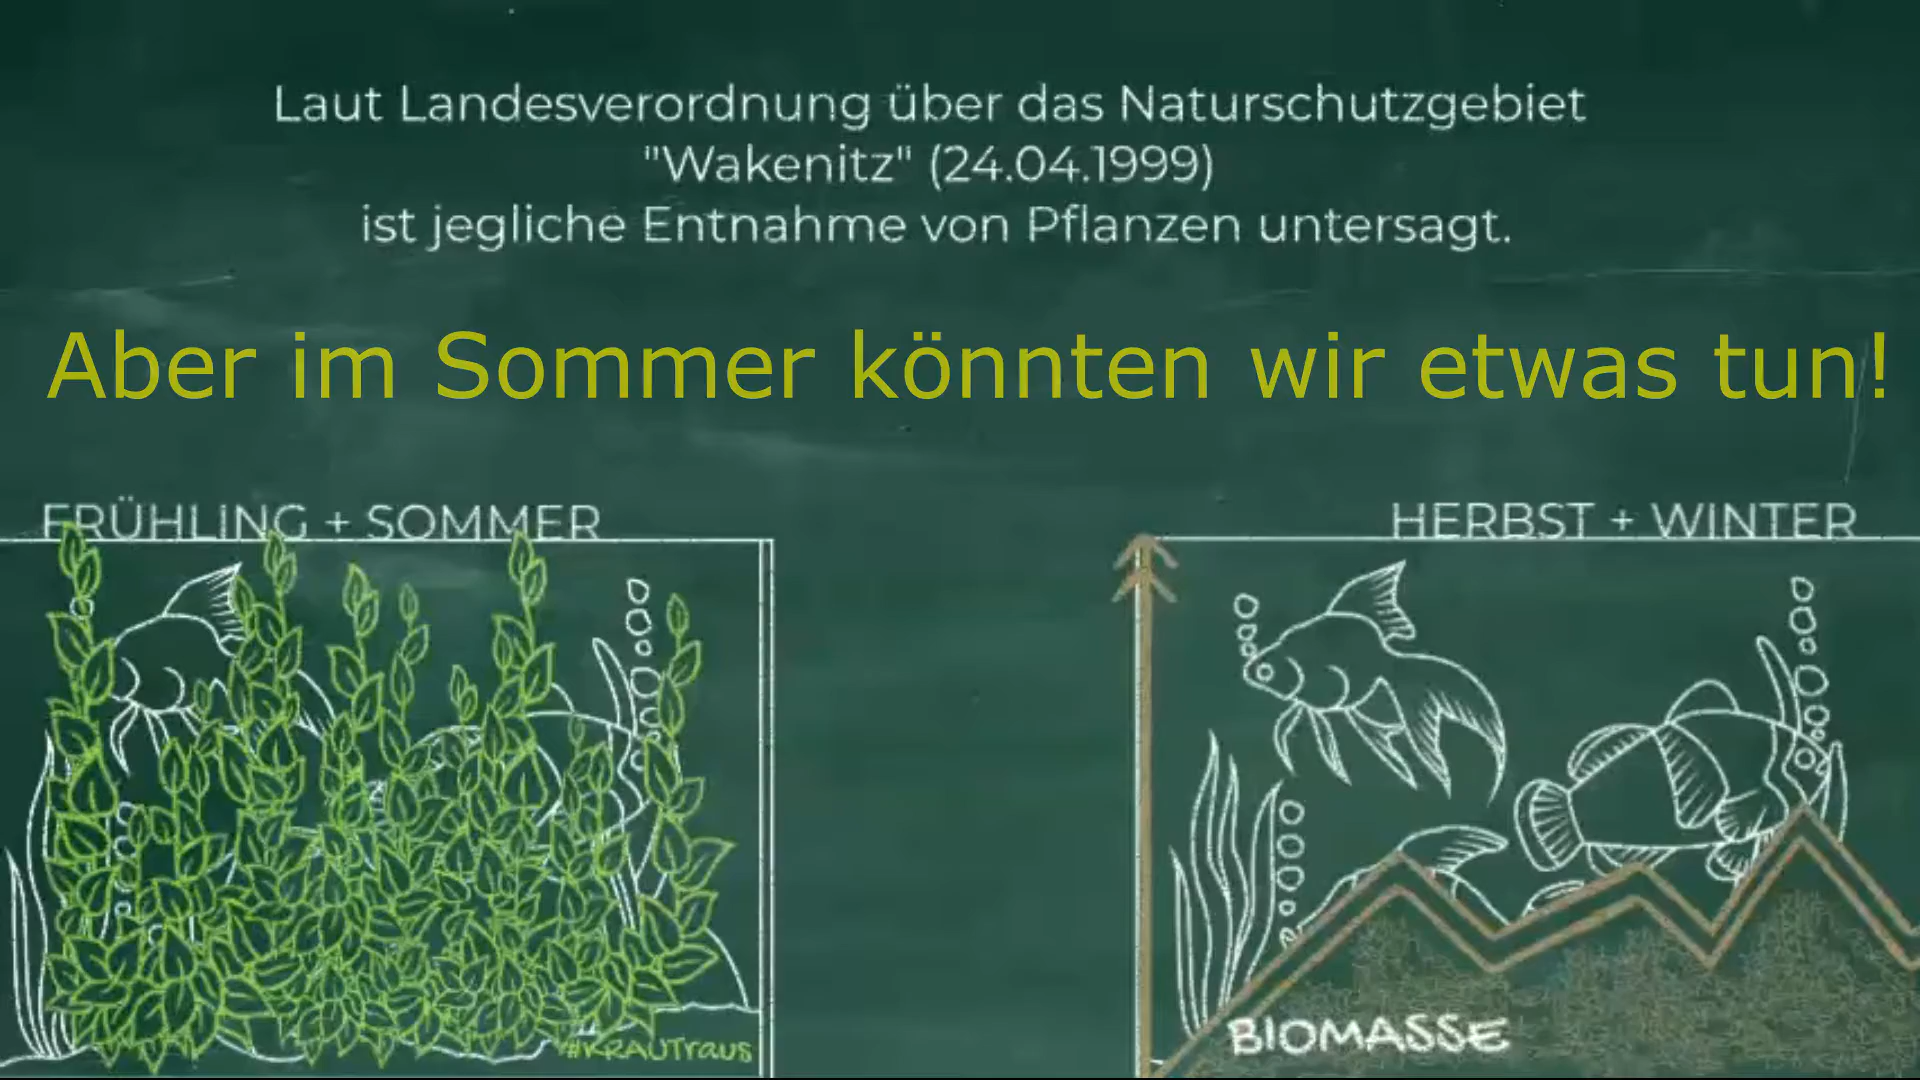 Laut Landesverordnung über das Naturschutzgebiet
"Wakenitz" (24.04.1999)
ist jegliche Entnahme von Pflanzen untersagt.
Aber im Sommer könnten wir etwas tun!
FRÜHLING + SOMMER
HERBST + WINTER
#KRAUTraus
BIOMASSE